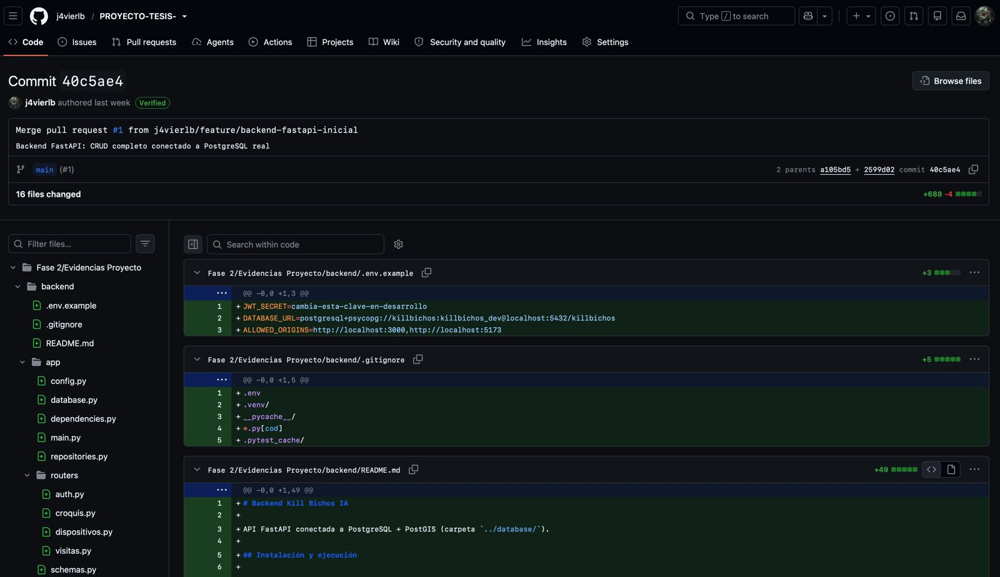 j4vierlb / PROYECTO-TESIS-
Type / to search
Code Issues Pull requests Agents Actions Projects Wiki Security and quality Insights Settings
Commit 40c5ae4
Browse files
j4vierlb authored last week Verified
Merge pull request #1 from j4vierlb/feature/backend-fastapi-inicial
Backend FastAPI: CRUD completo conectado a PostgreSQL real
main (#1)
2 parents a105bd5 + 2599d02 commit 40c5ae4
16 files changed
+688 -4
Filter files...
Fase 2/Evidencias Proyecto
backend
.env.example
.gitignore
README.md
app
config.py
database.py
dependencies.py
main.py
repositories.py
routers
auth.py
croquis.py
dispositivos.py
visitas.py
schemas.py
Search within code
Fase 2/Evidencias Proyecto/backend/.env.example
+3
@@ -0,0 +1,3 @@
1 + JWT_SECRET=cambia-esta-clave-en-desarrollo
2 + DATABASE_URL=postgresql+psycopg://killbichos:killbichos_dev@localhost:5432/killbichos
3 + ALLOWED_ORIGINS=http://localhost:3000,http://localhost:5173
Fase 2/Evidencias Proyecto/backend/.gitignore
+5
@@ -0,0 +1,5 @@
1 + .env
2 + .venv/
3 + __pycache__/
4 + *.py[cod]
5 + .pytest_cache/
Fase 2/Evidencias Proyecto/backend/README.md
+49
@@ -0,0 +1,49 @@
1 + # Backend Kill Bichos IA
2 +
3 + API FastAPI conectada a PostgreSQL + PostGIS (carpeta `../database/`).
4 +
5 + ## Instalación y ejecución
6 +